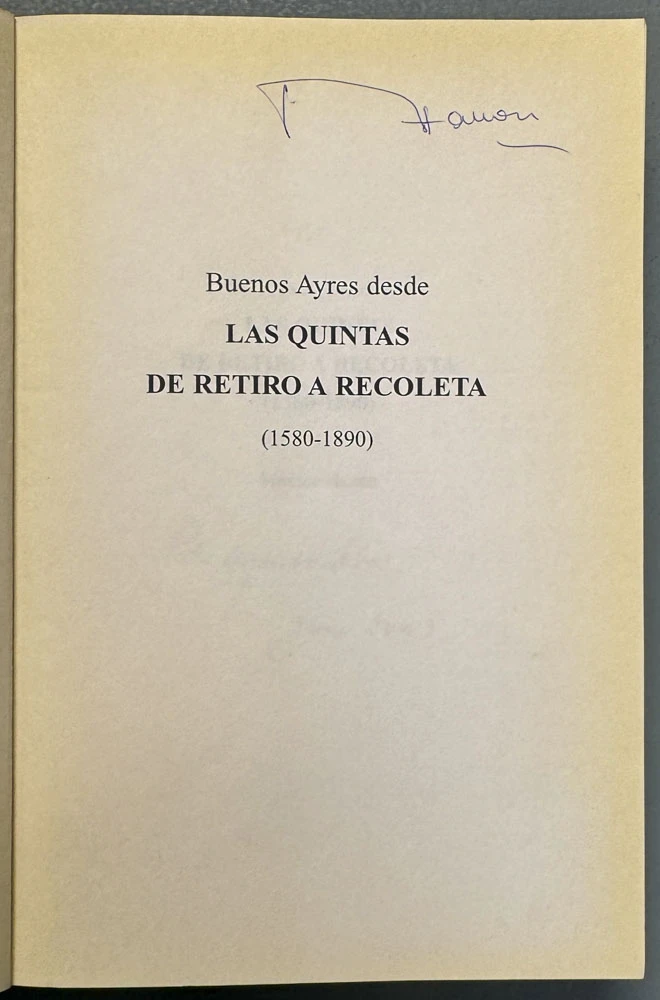 Buenos Ayres desde
LAS QUINTAS
DE RETIRO A RECOLETA
(1580-1890)